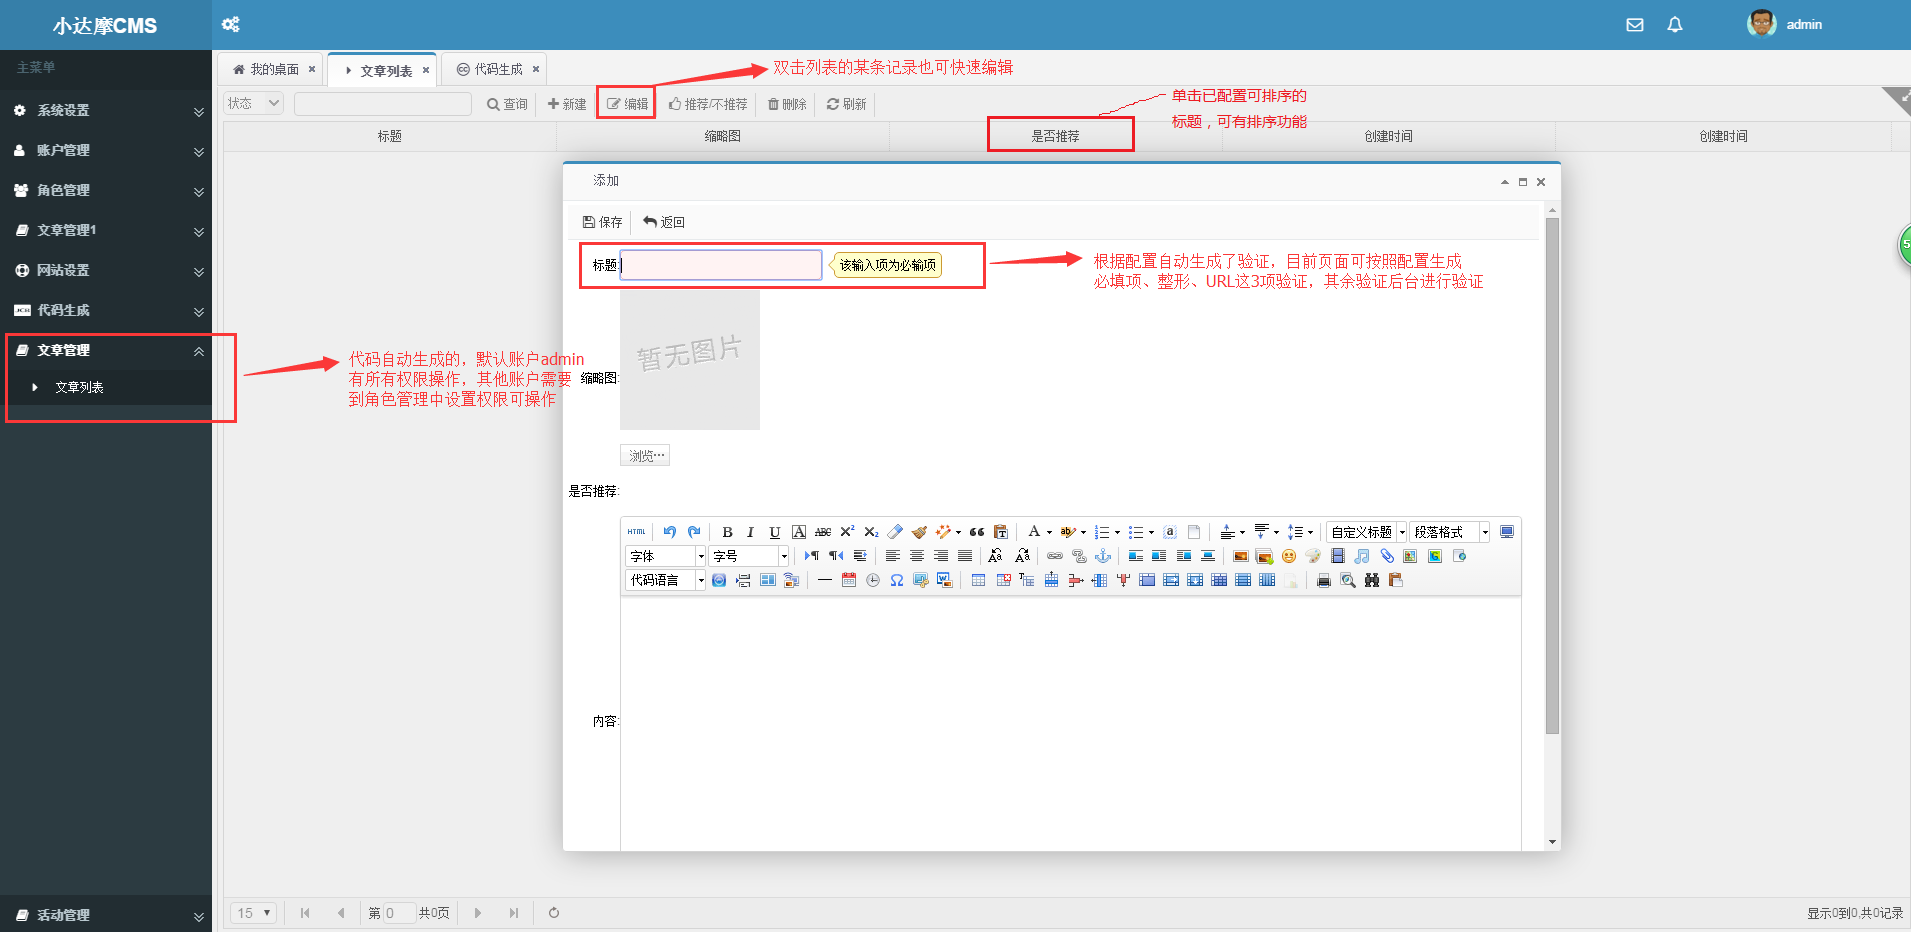 小达摩CMS
admin
主菜单
系统设置
账户管理
角色管理
文章管理1
网站设置
代码生成
文章管理
文章列表
活动管理
我的桌面
文章列表
代码生成
双击列表的某条记录也可快速编辑
状态
查询
新建
编辑
推荐/不推荐
删除
刷新
单击已配置可排序的
标题，可有排序功能
标题
缩略图
是否推荐
创建时间
创建时间
添加
保存
返回
标题:
该输入项为必输项
根据配置自动生成了验证，目前页面可按照配置生成
必填项、整形、URL这3项验证，其余验证后台进行验证
暂无图片
代码自动生成的，默认账户admin
有所有权限操作，其他账户需要
到角色管理中设置权限可操作
缩略图:
浏览…
是否推荐:
HTML
自定义标题
段落格式
字体
字号
代码语言
内容:
15
第 0 共0页
显示0到0,共0记录